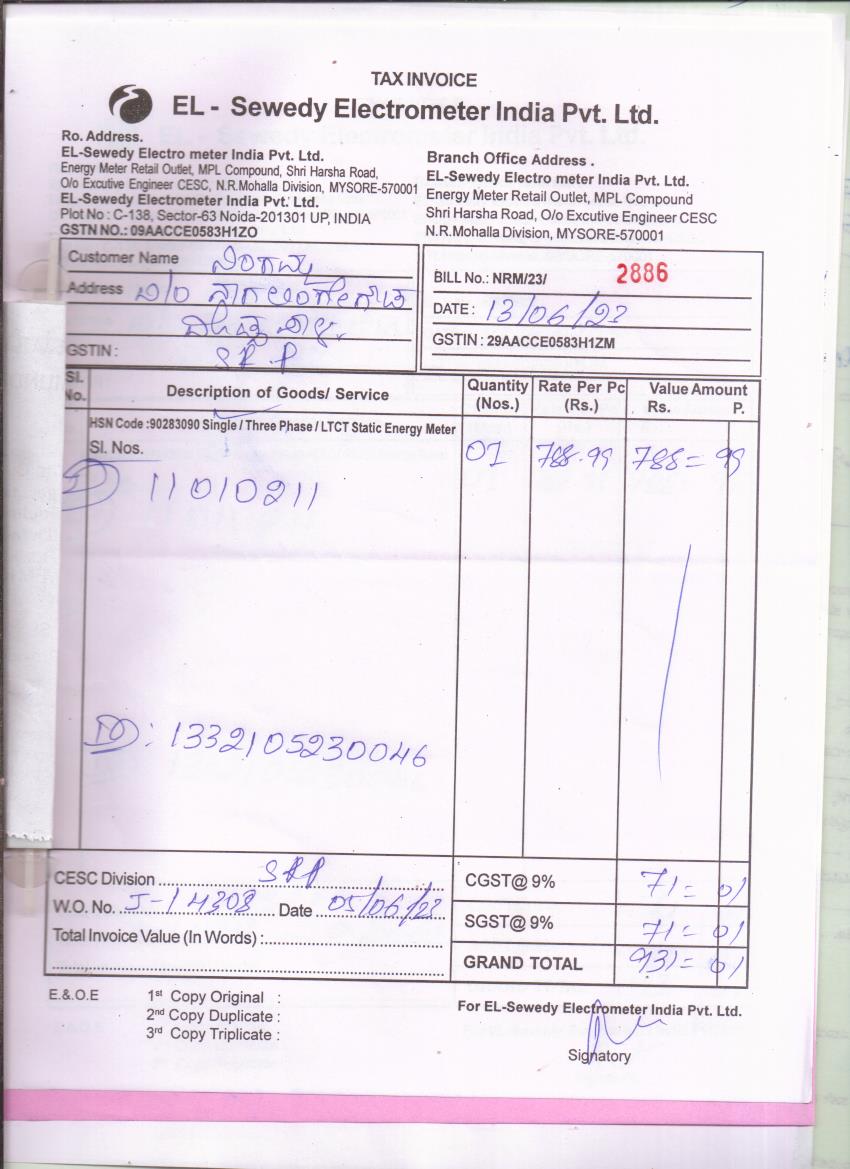 TAX INVOICE
EL - Sewedy Electrometer India Pvt. Ltd.
Ro. Address.
EL-Sewedy Electro meter India Pvt. Ltd.
Energy Meter Retail Outlet, MPL Compound, Shri Harsha Road,
O/o Excutive Engineer CESC, N.R.Mohalla Division, MYSORE-570001
EL-Sewedy Electrometer India Pvt. Ltd.
Plot No : C-138, Sector-63 Noida-201301 UP, INDIA
GSTN NO.: 09AACCE0583H1ZO
Branch Office Address .
EL-Sewedy Electro meter India Pvt. Ltd.
Energy Meter Retail Outlet, MPL Compound
Shri Harsha Road, O/o Excutive Engineer CESC
N.R.Mohalla Division, MYSORE-570001
Customer Name
Address
GSTIN : SRP
BILL No.: NRM/23/ 2886
DATE : 13/06/23
GSTIN : 29AACCE0583H1ZM
Sl. No. Description of Goods/ Service Quantity (Nos.) Rate Per Pc (Rs.) Value Amount Rs. P.
HSN Code :90283090 Single / Three Phase / LTCT Static Energy Meter
Sl. Nos. 01 788.99 788= 99
11010211
: 1332105230046
CESC Division SRP
W.O. No. J-14308 Date 05/06/23
Total Invoice Value (In Words) :
CGST@ 9% 71= 01
SGST@ 9% 71= 01
GRAND TOTAL 931= 01
E.&O.E
1st Copy Original :
2nd Copy Duplicate :
3rd Copy Triplicate :
For EL-Sewedy Electrometer India Pvt. Ltd.
Signatory